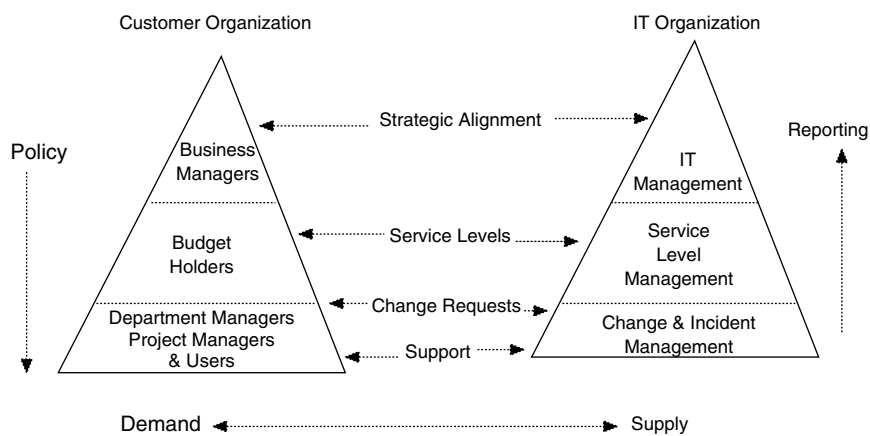 Customer Organization
IT Organization
Strategic Alignment
Reporting
Policy
Business
Managers
IT
Management
Service Levels
Budget
Holders
Service
Level
Management
Change Requests
Department Managers
Project Managers
& Users
Change & Incident
Management
Support
Demand
Supply